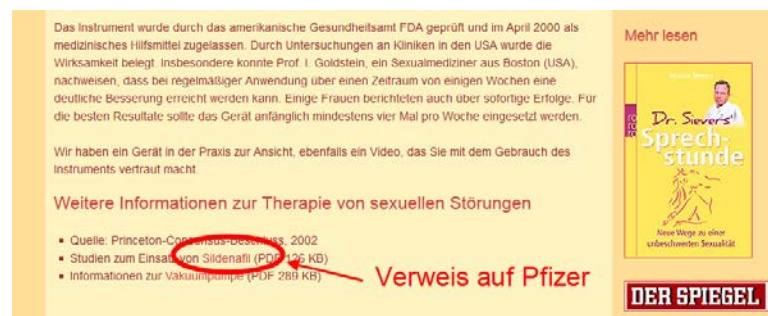 Das Instrument wurde durch das amerikanische Gesundheitsamt FDA geprüft und im April 2000 als
medizinisches Hilfsmittel zugelassen. Durch Untersuchungen an Kliniken in den USA wurde die
Wirksamkeit belegt. Insbesondere konnte Prof. I. Goldstein, ein Sexualmediziner aus Boston (USA),
nachweisen, dass bei regelmäßiger Anwendung über einen Zeitraum von einigen Wochen eine
deutliche Besserung erreicht werden kann. Einige Frauen berichteten auch über sofortige Erfolge. Für
die besten Resultate sollte das Gerät anfänglich mindestens vier Mal pro Woche eingesetzt werden.
Wir haben ein Gerät in der Praxis zur Ansicht, ebenfalls ein Video, das Sie mit dem Gebrauch des
Instruments vertraut macht.
Weitere Informationen zur Therapie von sexuellen Störungen
Quelle: Princeton-Consensus-Beschluss, 2002
Studien zum Einsatz von Sildenafil (PDF 126 KB)
Informationen zur Vakuumpumpe (PDF 289 KB)
Verweis auf Pfizer
Mehr lesen
Dr. Sievers'
Sprech-
stunde
Neue Wege zu einer
unbeschwerten Sexualität
DER SPIEGEL